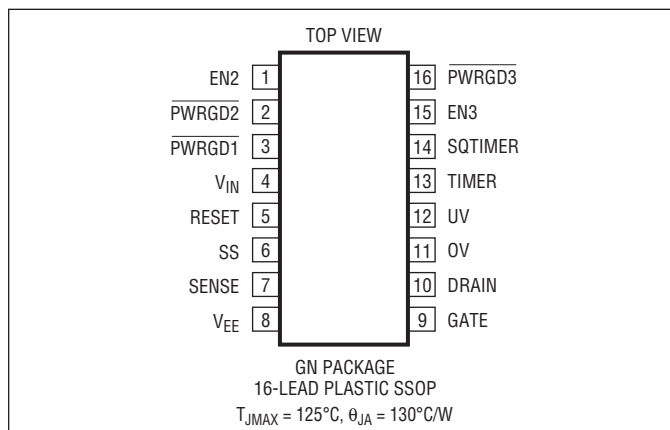 TOP VIEW
EN2 1 16 PWRGD3
PWRGD2 2 15 EN3
PWRGD1 3 14 SQTIMER
VIN 4 13 TIMER
RESET 5 12 UV
SS 6 11 OV
SENSE 7 10 DRAIN
VEE 8 9 GATE
GN PACKAGE
16-LEAD PLASTIC SSOP
TJMAX = 125°C, θJA = 130°C/W